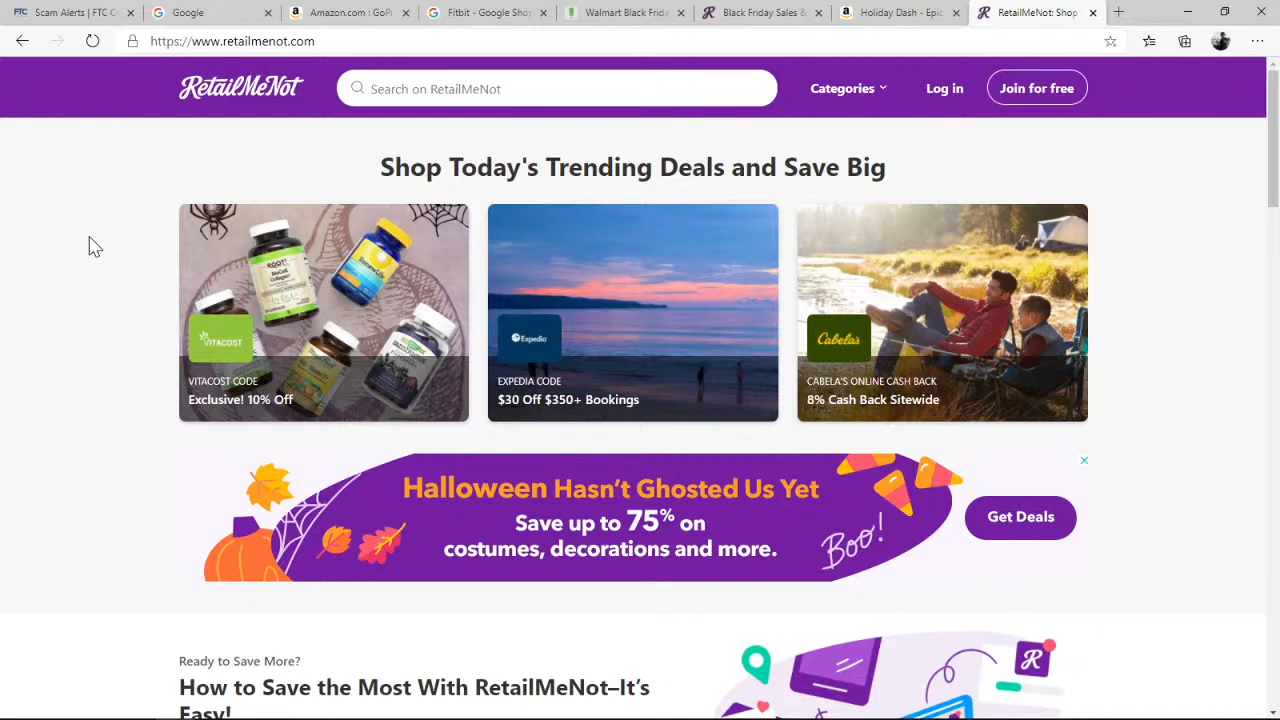 FTC Scam Alerts | FTC C
Google
Amazon.com : GoP
Fitbit - Google Sho
Walmart Black Frida
Black Friday Sales &
Holiday Dash - Epic
RetailMeNot: Shop
https://www.retailmenot.com
RetailMeNot
Search on RetailMeNot
Categories
Log in
Join for free
Shop Today's Trending Deals and Save Big
VITACOST
VITACOST CODE
Exclusive! 10% Off
Expedia
EXPEDIA CODE
$30 Off $350+ Bookings
Cabela's
CABELA'S ONLINE CASH BACK
8% Cash Back Sitewide
Halloween Hasn't Ghosted Us Yet
Save up to 75% on
costumes, decorations and more.
Boo!
Get Deals
Ready to Save More?
How to Save the Most With RetailMeNot–It's
Easy!
R